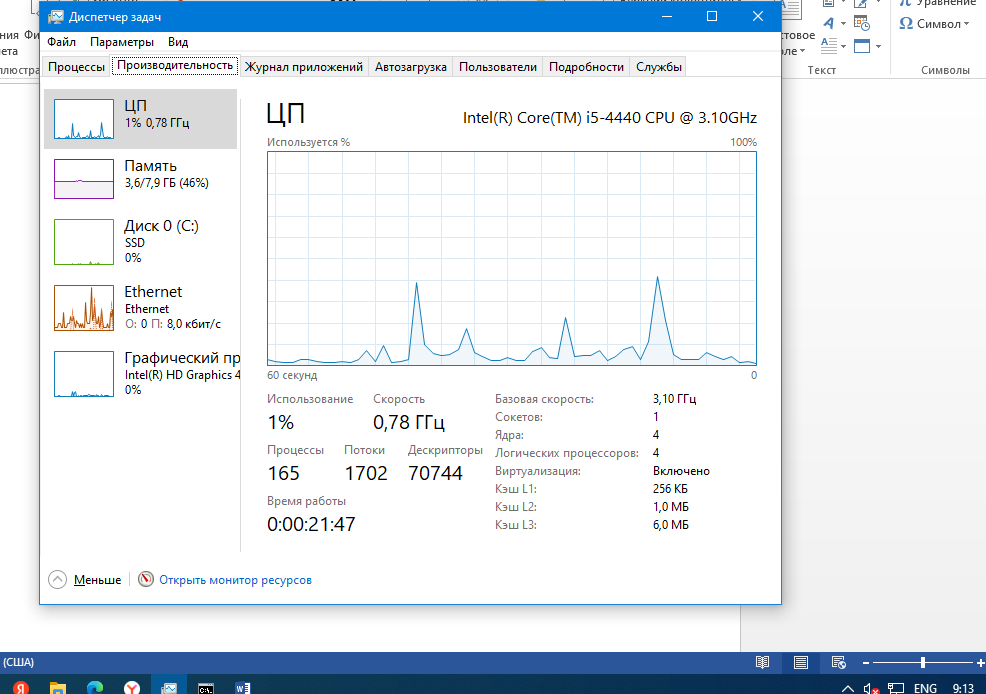 Диспетчер задач
Файл Параметры Вид
Процессы Производительность Журнал приложений Автозагрузка Пользователи Подробности Службы
ЦП
1% 0,78 ГГц
Память
3,6/7,9 ГБ (46%)
Диск 0 (C:)
SSD
0%
Ethernet
Ethernet
О: 0 П: 8,0 кбит/с
Графический пр
Intel(R) HD Graphics 4
0%
ЦП
Intel(R) Core(TM) i5-4440 CPU @ 3.10GHz
Используется % 100%
60 секунд 0
Использование Скорость
1% 0,78 ГГц
Процессы Потоки Дескрипторы
165 1702 70744
Время работы
0:00:21:47
Базовая скорость: 3,10 ГГц
Сокетов: 1
Ядра: 4
Логических процессоров: 4
Виртуализация: Включено
Кэш L1: 256 КБ
Кэш L2: 1,0 МБ
Кэш L3: 6,0 МБ
Меньше Открыть монитор ресурсов
Уравнение
Символ
Текст Символы
(США)
ENG 9:13